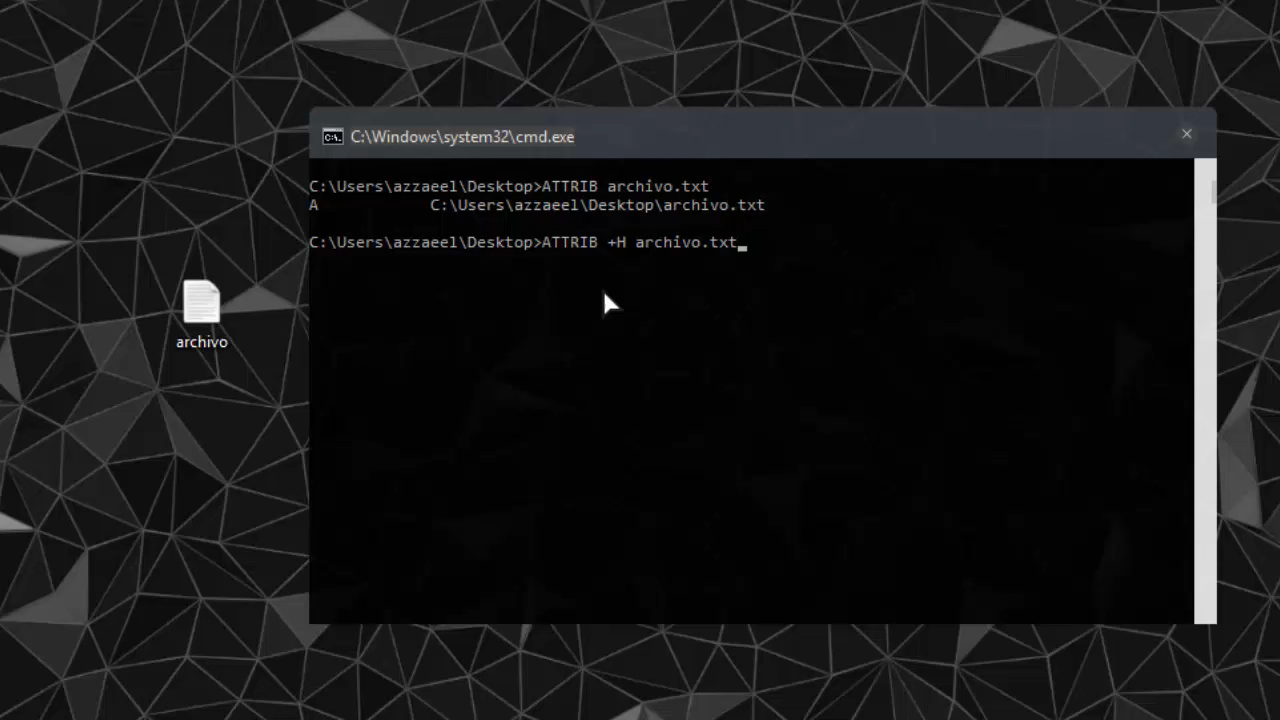 C:\Windows\system32\cmd.exe
C:\Users\azzaeel\Desktop>ATTRIB archivo.txt
A            C:\Users\azzaeel\Desktop\archivo.txt
C:\Users\azzaeel\Desktop>ATTRIB +H archivo.txt
archivo